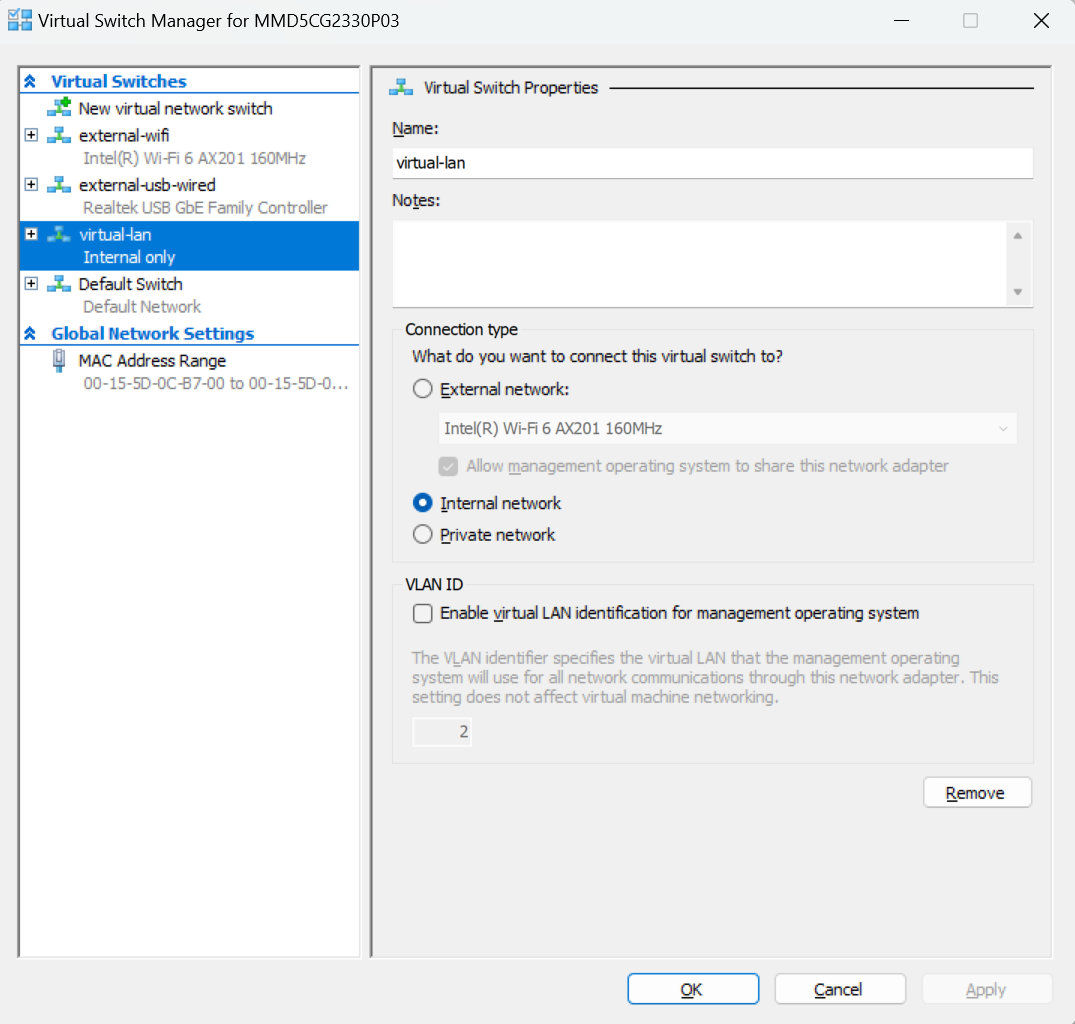 Virtual Switch Manager for MMD5CG2330P03
Virtual Switches
New virtual network switch
external-wifi
Intel(R) Wi-Fi 6 AX201 160MHz
external-usb-wired
Realtek USB GbE Family Controller
virtual-lan
Internal only
Default Switch
Default Network
Global Network Settings
MAC Address Range
00-15-5D-0C-B7-00 to 00-15-5D-0...
Virtual Switch Properties
Name:
virtual-lan
Notes:
Connection type
What do you want to connect this virtual switch to?
External network:
Intel(R) Wi-Fi 6 AX201 160MHz
Allow management operating system to share this network adapter
Internal network
Private network
VLAN ID
Enable virtual LAN identification for management operating system
The VLAN identifier specifies the virtual LAN that the management operating
system will use for all network communications through this network adapter. This
setting does not affect virtual machine networking.
2
Remove
OK
Cancel
Apply